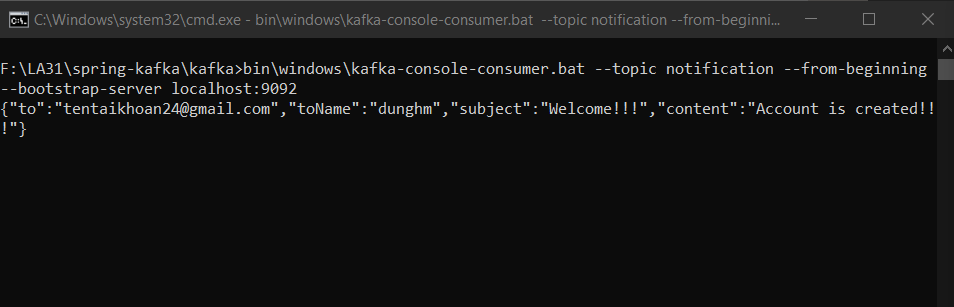 C:\Windows\system32\cmd.exe - bin\windows\kafka-console-consumer.bat  --topic notification --from-beginni...
F:\LA31\spring-kafka\kafka>bin\windows\kafka-console-consumer.bat --topic notification --from-beginning
--bootstrap-server localhost:9092
{"to":"tentaikhoan24@gmail.com","toName":"dunghm","subject":"Welcome!!!","content":"Account is created!!
!"}